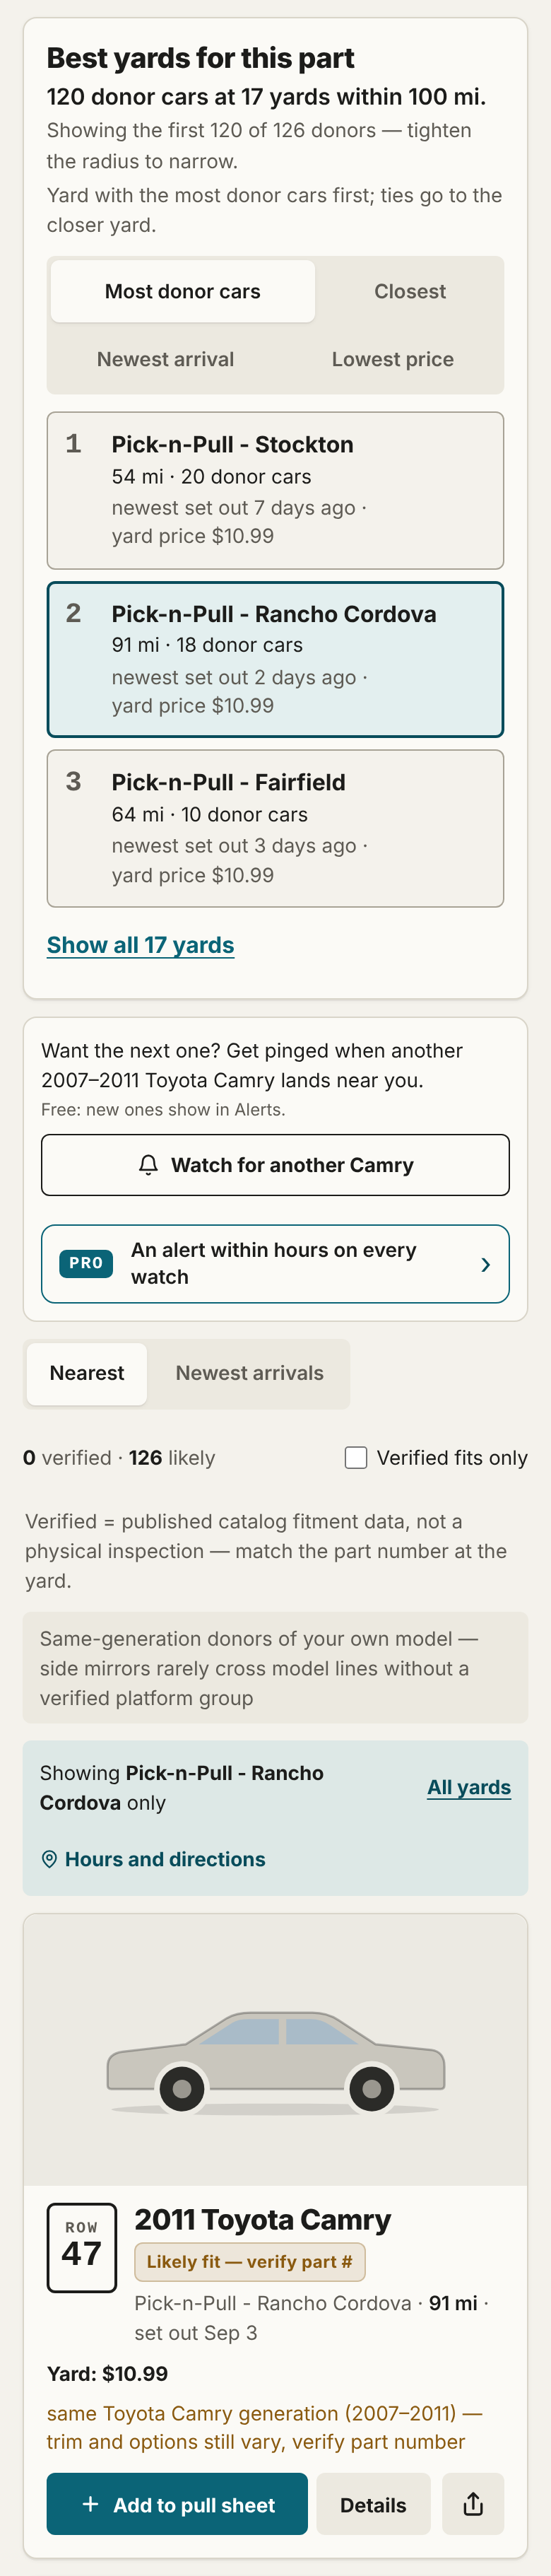 Best yards for this part
120 donor cars at 17 yards within 100 mi.
Showing the first 120 of 126 donors — tighten
the radius to narrow.
Yard with the most donor cars first; ties go to the
closer yard.
Most donor cars
Closest
Newest arrival
Lowest price
1
Pick-n-Pull - Stockton
54 mi · 20 donor cars
newest set out 7 days ago ·
yard price $10.99
2
Pick-n-Pull - Rancho Cordova
91 mi · 18 donor cars
newest set out 2 days ago ·
yard price $10.99
3
Pick-n-Pull - Fairfield
64 mi · 10 donor cars
newest set out 3 days ago ·
yard price $10.99
Show all 17 yards
Want the next one? Get pinged when another
2007–2011 Toyota Camry lands near you.
Free: new ones show in Alerts.
Watch for another Camry
PRO
An alert within hours on every
watch
Nearest
Newest arrivals
0 verified · 126 likely
Verified fits only
Verified = published catalog fitment data, not a
physical inspection — match the part number at the
yard.
Same-generation donors of your own model —
side mirrors rarely cross model lines without a
verified platform group
Showing Pick-n-Pull - Rancho
Cordova only
All yards
Hours and directions
ROW
47
2011 Toyota Camry
Likely fit — verify part #
Pick-n-Pull - Rancho Cordova · 91 mi ·
set out Sep 3
Yard: $10.99
same Toyota Camry generation (2007–2011) —
trim and options still vary, verify part number
+ Add to pull sheet
Details